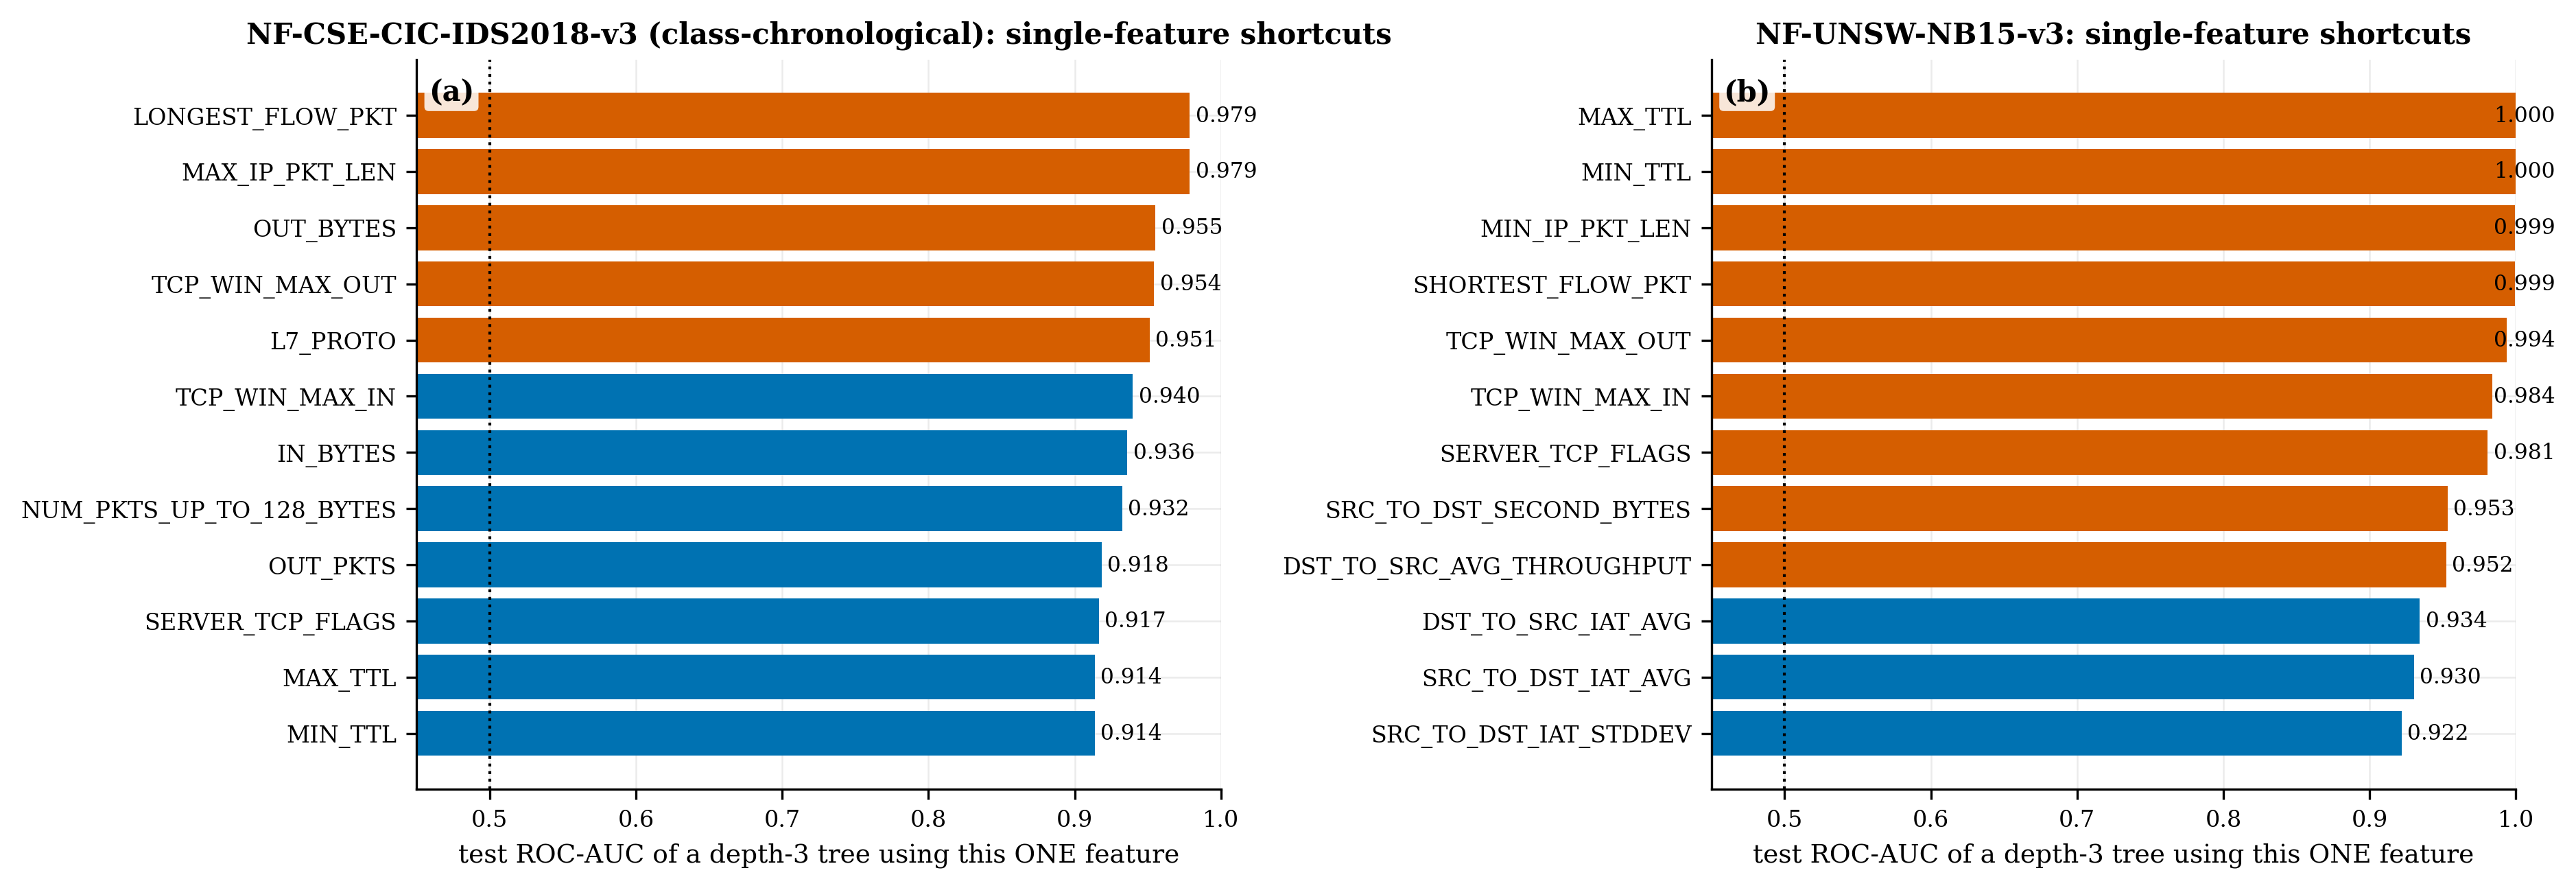 NF-CSE-CIC-IDS2018-v3 (class-chronological): single-feature shortcuts
(a)
LONGEST_FLOW_PKT 0.979
MAX_IP_PKT_LEN 0.979
OUT_BYTES 0.955
TCP_WIN_MAX_OUT 0.954
L7_PROTO 0.951
TCP_WIN_MAX_IN 0.940
IN_BYTES 0.936
NUM_PKTS_UP_TO_128_BYTES 0.932
OUT_PKTS 0.918
SERVER_TCP_FLAGS 0.917
MAX_TTL 0.914
MIN_TTL 0.914
0.5 0.6 0.7 0.8 0.9 1.0
test ROC-AUC of a depth-3 tree using this ONE feature
NF-UNSW-NB15-v3: single-feature shortcuts
(b)
MAX_TTL 1.000
MIN_TTL 1.000
MIN_IP_PKT_LEN 0.999
SHORTEST_FLOW_PKT 0.999
TCP_WIN_MAX_OUT 0.994
TCP_WIN_MAX_IN 0.984
SERVER_TCP_FLAGS 0.981
SRC_TO_DST_SECOND_BYTES 0.953
DST_TO_SRC_AVG_THROUGHPUT 0.952
DST_TO_SRC_IAT_AVG 0.934
SRC_TO_DST_IAT_AVG 0.930
SRC_TO_DST_IAT_STDDEV 0.922
0.5 0.6 0.7 0.8 0.9 1.0
test ROC-AUC of a depth-3 tree using this ONE feature